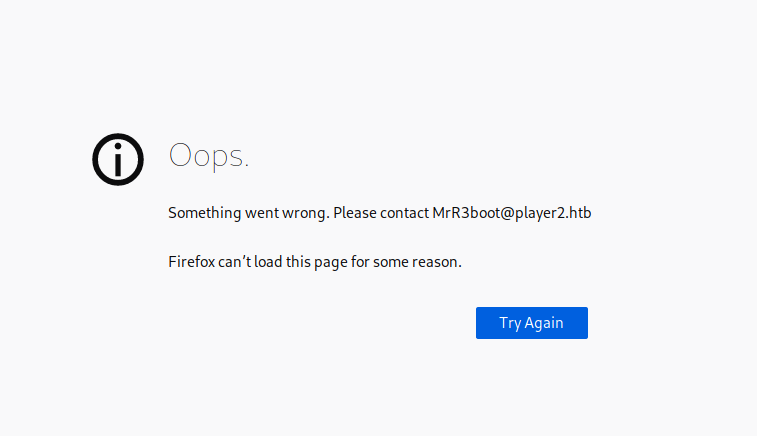 Oops.
Something went wrong. Please contact MrR3boot@player2.htb
Firefox can’t load this page for some reason.
Try Again